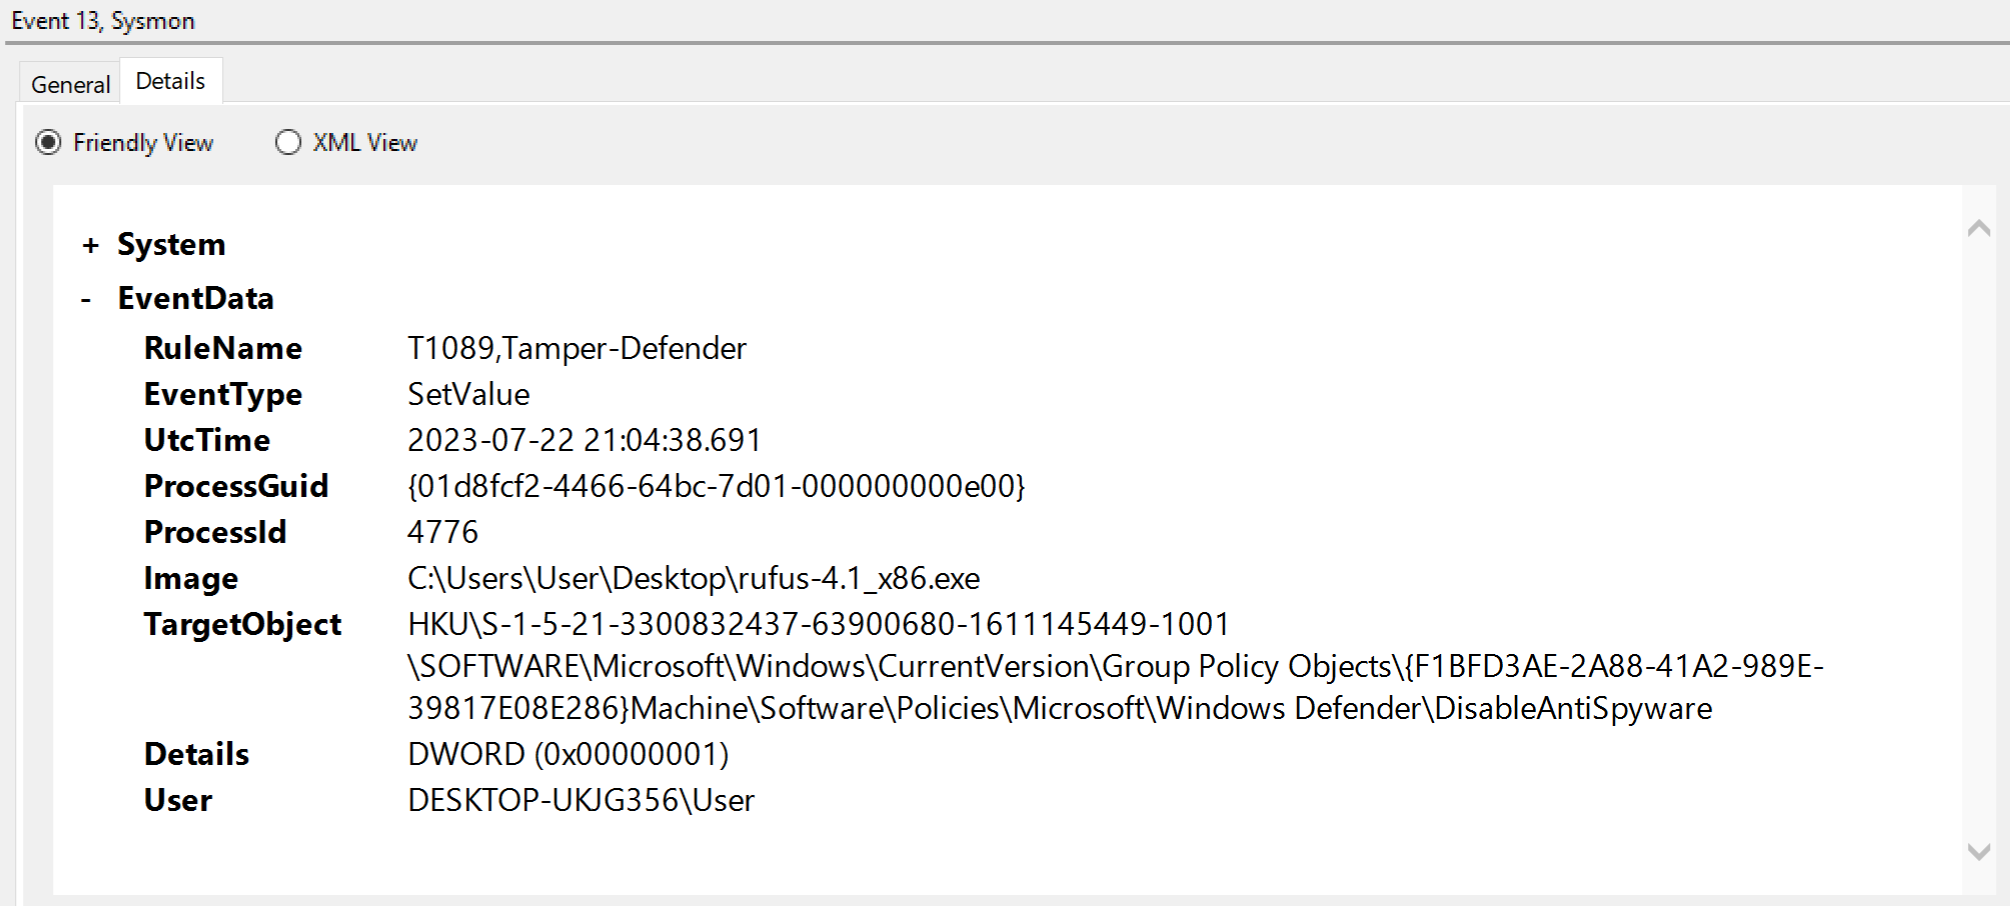 Event 13, Sysmon
General Details
Friendly View XML View
+ System
- EventData
RuleName T1089,Tamper-Defender
EventType SetValue
UtcTime 2023-07-22 21:04:38.691
ProcessGuid {01d8fcf2-4466-64bc-7d01-000000000e00}
ProcessId 4776
Image C:\Users\User\Desktop\rufus-4.1_x86.exe
TargetObject HKU\S-1-5-21-3300832437-63900680-1611145449-1001
\SOFTWARE\Microsoft\Windows\CurrentVersion\Group Policy Objects\{F1BFD3AE-2A88-41A2-989E-
39817E08E286}Machine\Software\Policies\Microsoft\Windows Defender\DisableAntiSpyware
Details DWORD (0x00000001)
User DESKTOP-UKJG356\User